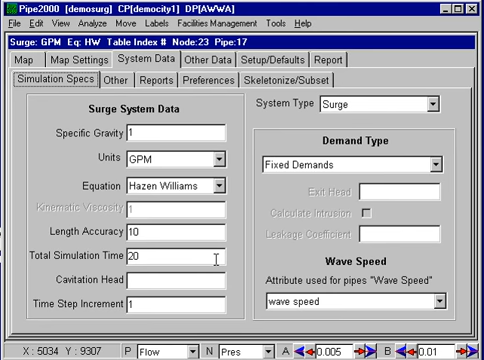 Pipe2000 [demosurg] CP[democity1] DP[AWWA]
File Edit View Analyze Move Labels Facilities Management Tools Help
Surge: GPM Eq: HW Table Index # Node:23 Pipe:17
Map Map Settings System Data Other Data Setup/Defaults Report
Simulation Specs Other Reports Preferences Skeletonize/Subset
Surge System Data
Specific Gravity 1
Units GPM
Equation Hazen Williams
Kinematic Viscosity 1
Length Accuracy 10
Total Simulation Time 20
Cavitation Head
Time Step Increment 1
System Type Surge
Demand Type
Fixed Demands
Exit Head
Calculate Intrusion
Leakage Coefficient
Wave Speed
Attribute used for pipes "Wave Speed"
wave speed
X : 5034 Y : 9307 P Flow N Pres A 0.005 B 0.01